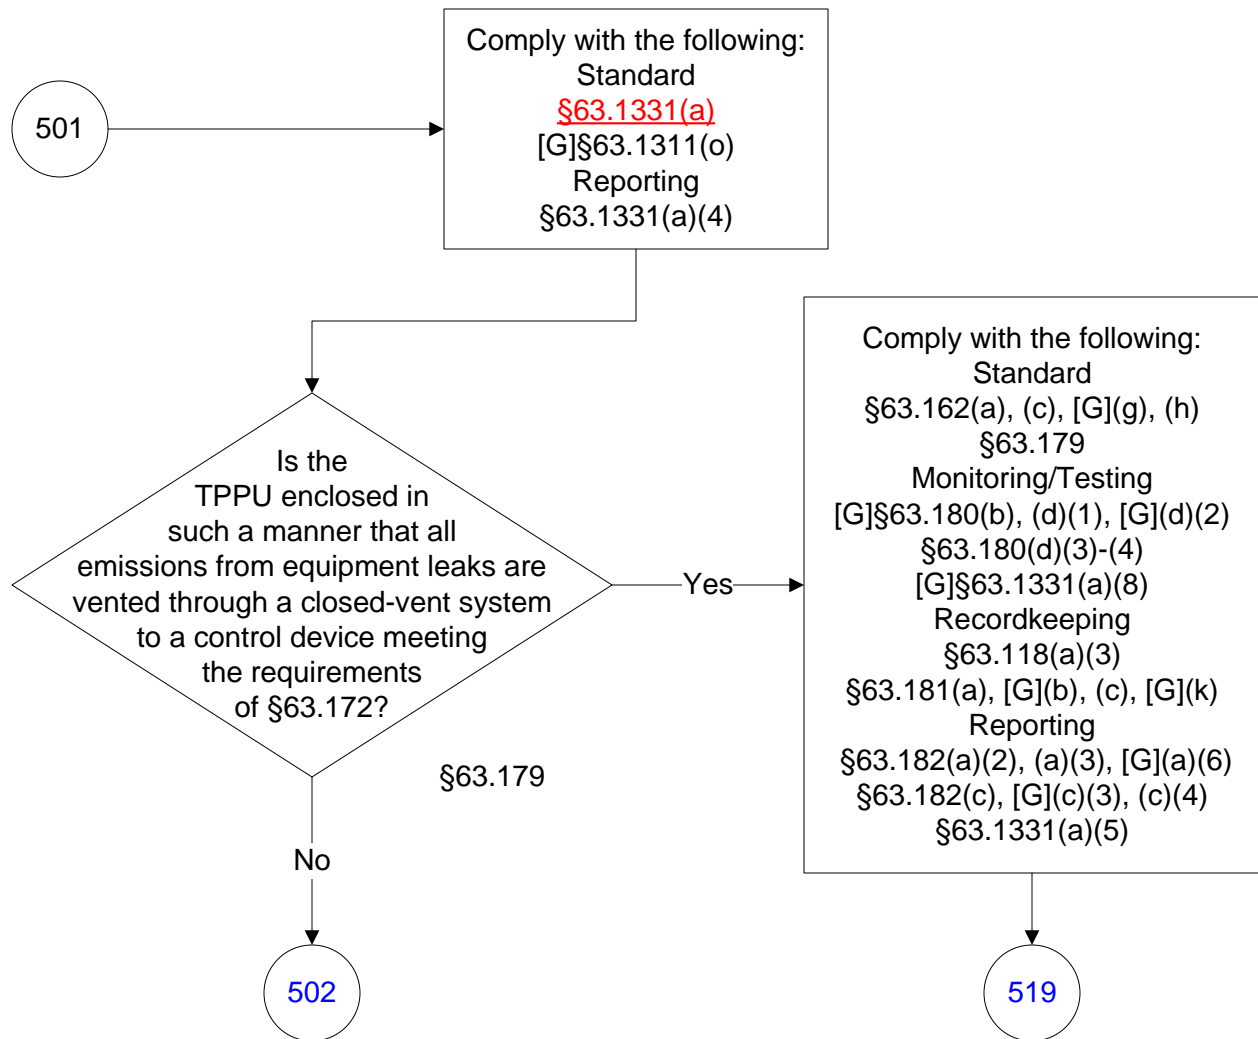 501
Comply with the following:
Standard
§63.1331(a)
[G]§63.1311(o)
Reporting
§63.1331(a)(4)
Is the
TPPU enclosed in
such a manner that all
emissions from equipment leaks are
vented through a closed-vent system
to a control device meeting
the requirements
of §63.172?
§63.179
Yes
No
Comply with the following:
Standard
§63.162(a), (c), [G](g), (h)
§63.179
Monitoring/Testing
[G]§63.180(b), (d)(1), [G](d)(2)
§63.180(d)(3)-(4)
[G]§63.1331(a)(8)
Recordkeeping
§63.118(a)(3)
§63.181(a), [G](b), (c), [G](k)
Reporting
§63.182(a)(2), (a)(3), [G](a)(6)
§63.182(c), [G](c)(3), (c)(4)
§63.1331(a)(5)
502
519